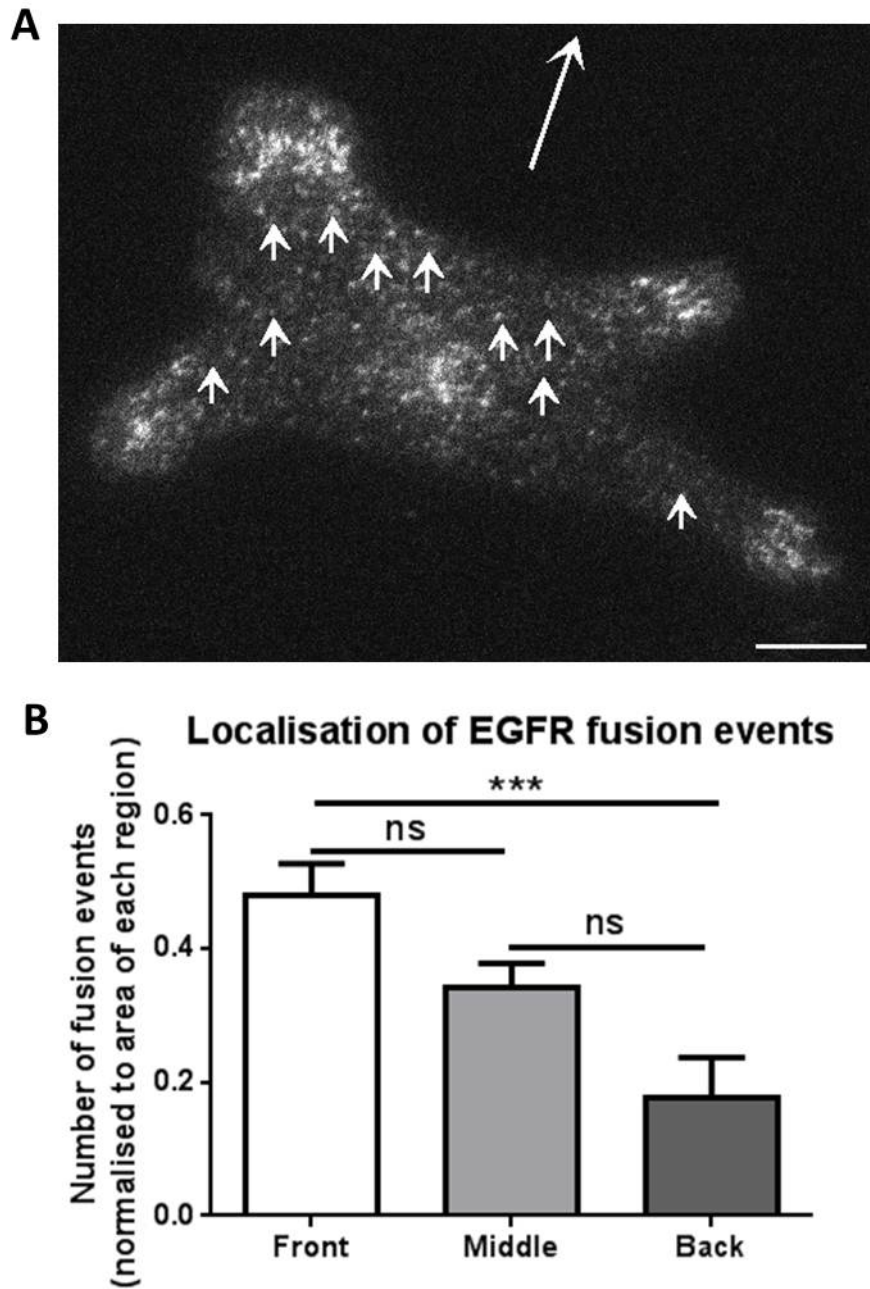 A
B
Localisation of EGFR fusion events
Number of fusion events
(normalised to area of each region)
0.6
0.4
0.2
0.0
***
ns
ns
Front
Middle
Back